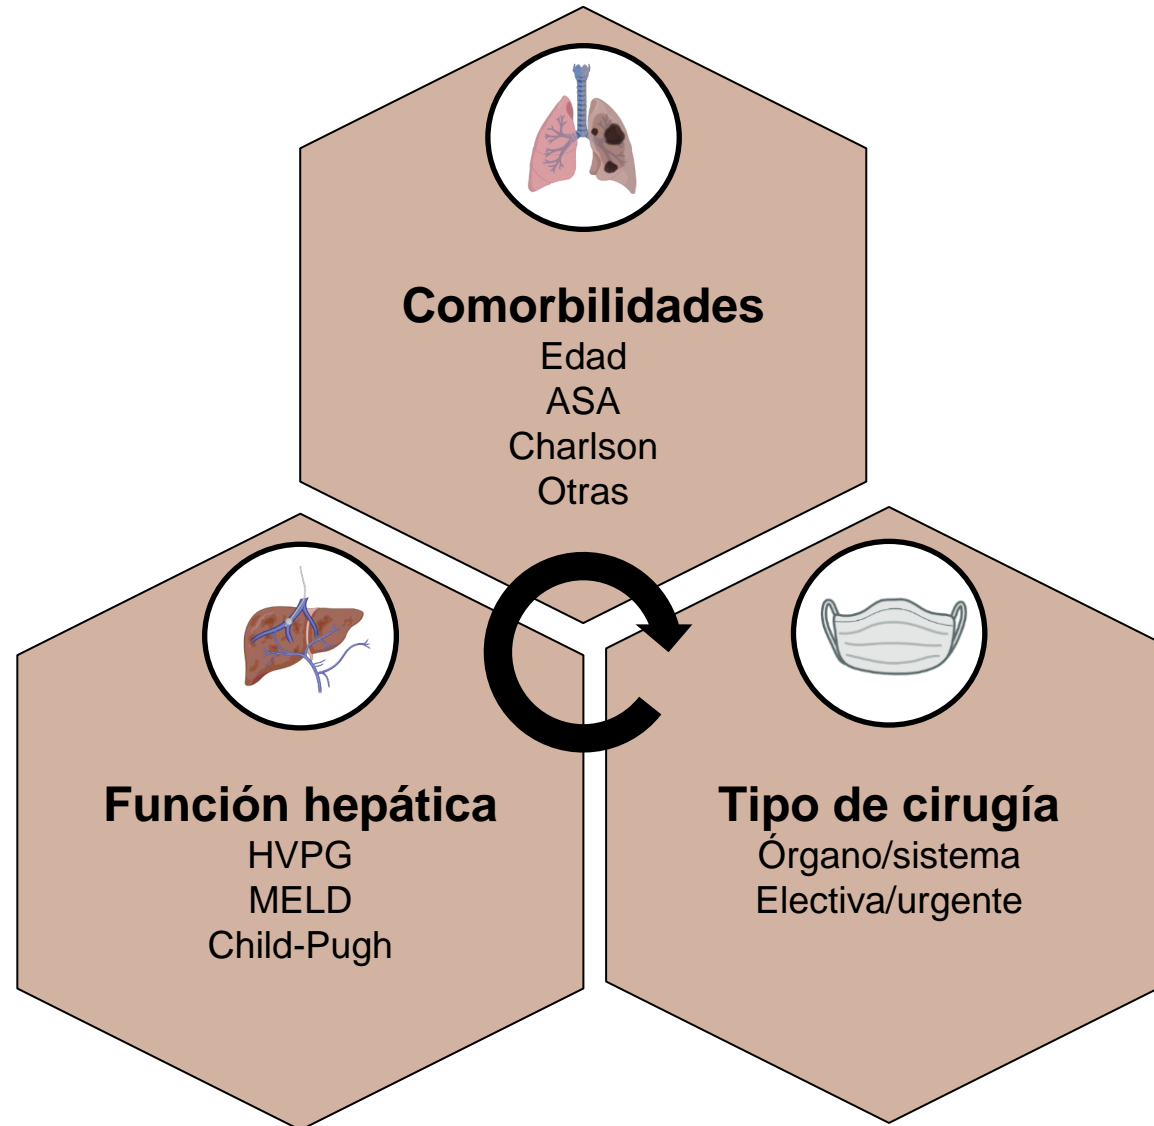 Comorbilidades
Edad
ASA
Charlson
Otras
Función hepática
HVPG
MELD
Child-Pugh
Tipo de cirugía
Órgano/sistema
Electiva/urgente